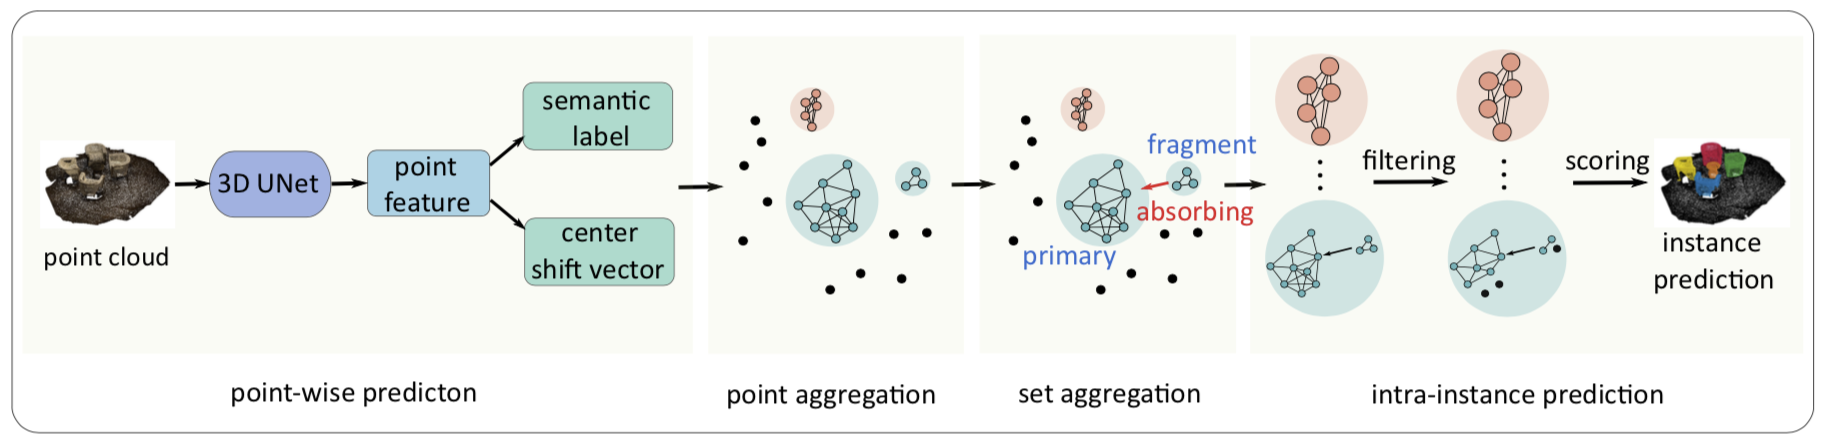 point cloud
3D UNet
point
feature
semantic
label
center
shift vector
fragment
absorbing
primary
filtering
scoring
instance
prediction
point-wise predicton
point aggregation
set aggregation
intra-instance prediction